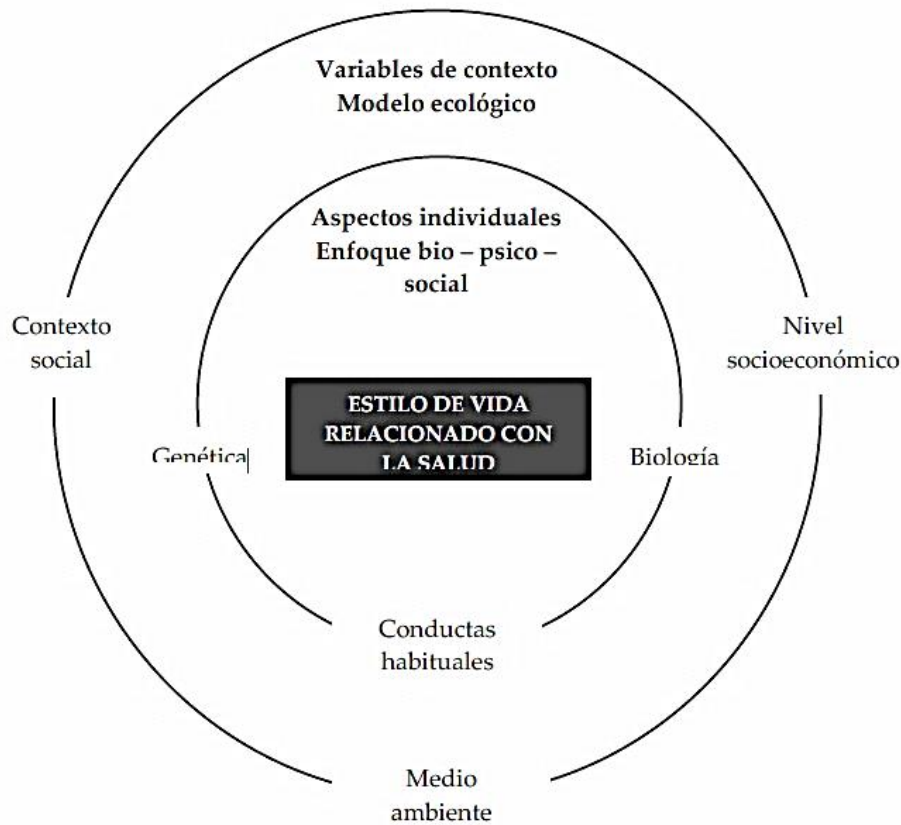 Variables de contexto
Modelo ecológico
Aspectos individuales
Enfoque bio – psico –
social
Contexto
social
Nivel
socioeconómico
ESTILO DE VIDA
RELACIONADO CON
LA SALUD
Genética
Biología
Conductas
habituales
Medio
ambiente